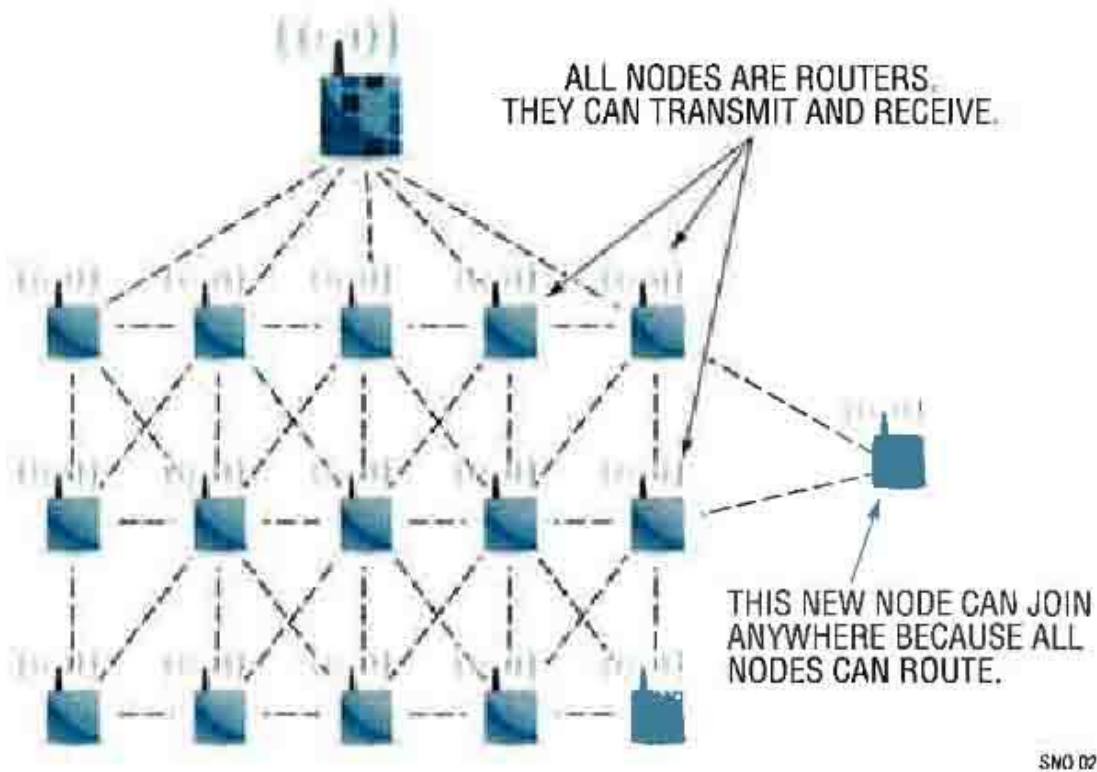 ALL NODES ARE ROUTERS.
THEY CAN TRANSMIT AND RECEIVE.
THIS NEW NODE CAN JOIN
ANYWHERE BECAUSE ALL
NODES CAN ROUTE.
SNO 02